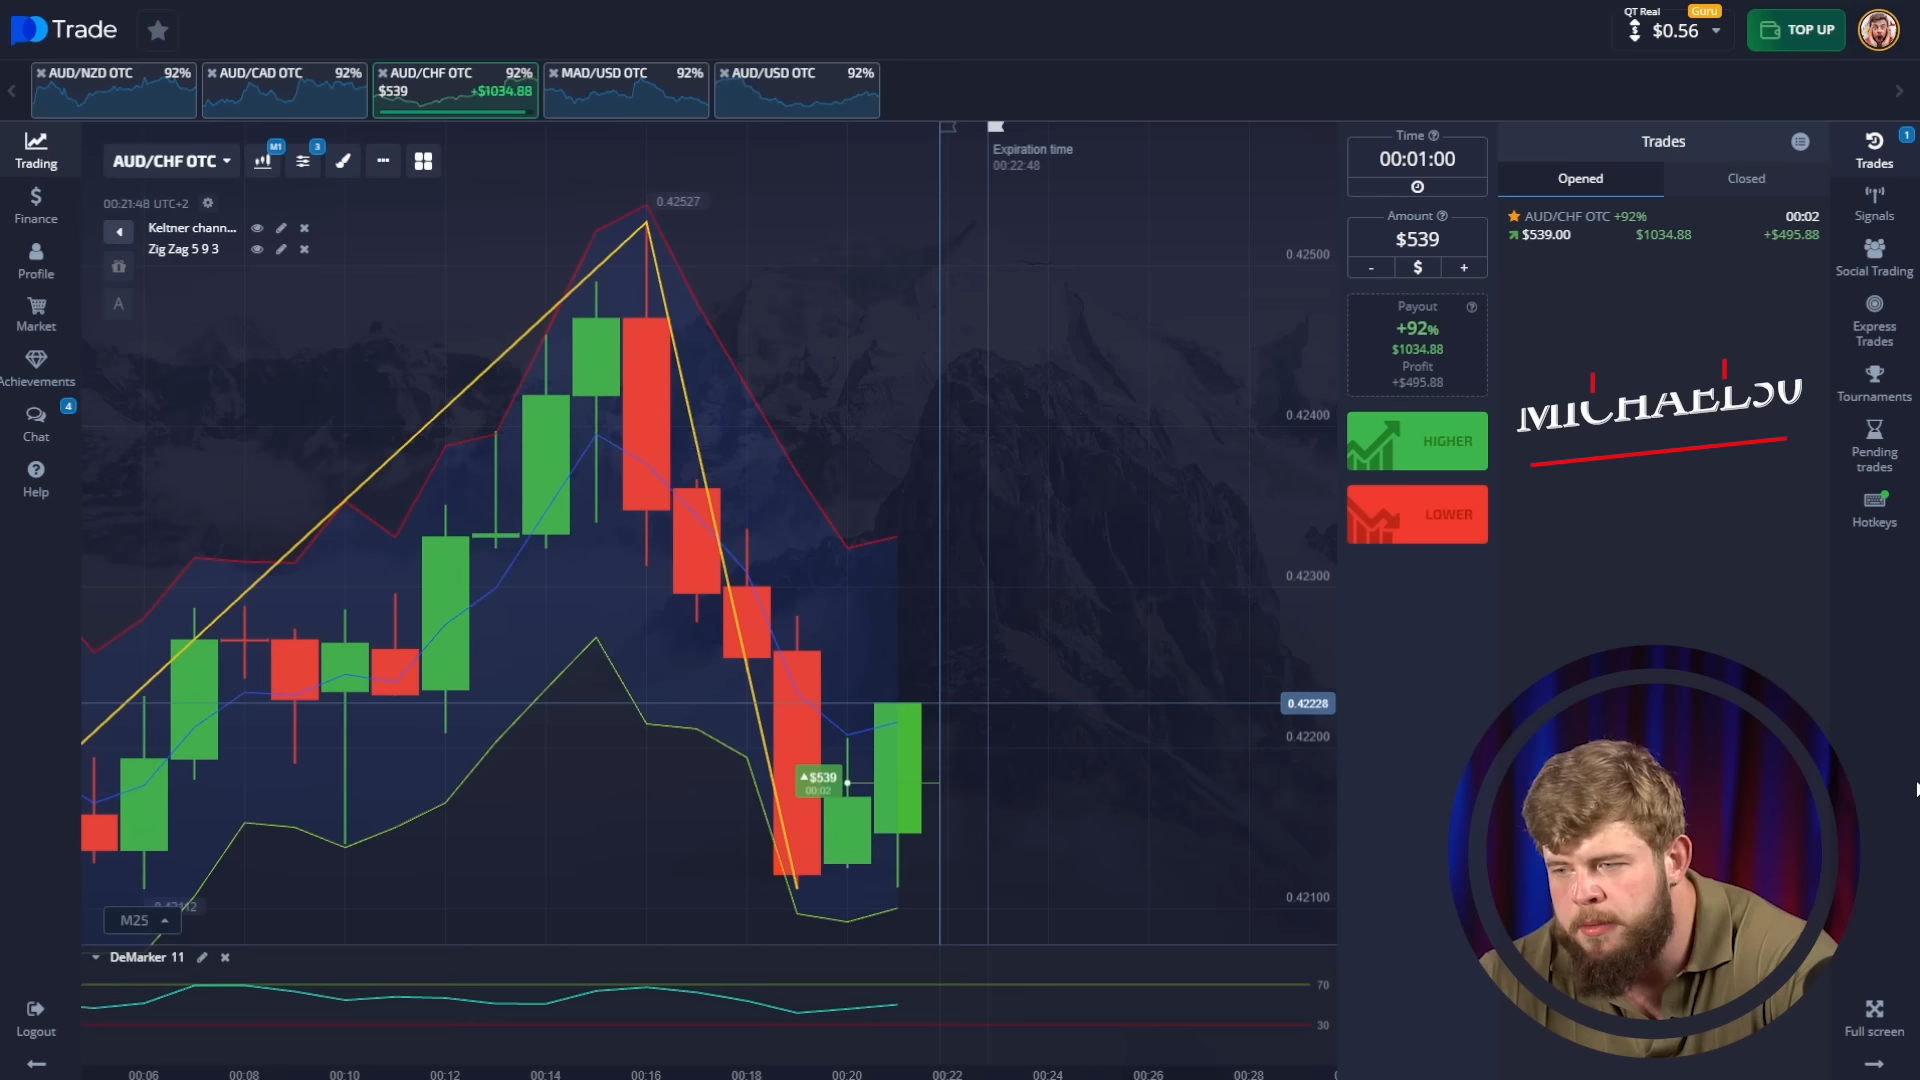 Trade
QT Real
Guru
$0.56
TOP UP
AUD/NZD OTC 92%
AUD/CAD OTC 92%
AUD/CHF OTC 92%
$539 +$1034.88
MAD/USD OTC 92%
AUD/USD OTC 92%
Trading
Finance
Profile
Market
Achievements
Chat
4
Help
Logout
AUD/CHF OTC
M1
3
00:21:48 UTC+2
Keltner chann...
Zig Zag 5 9 3
A
0.42527
Expiration time
00:22:48
0.42500
0.42400
0.42300
0.42228
0.42200
0.42100
▲$539
00:02
0.42112
M25
DeMarker 11
70
30
00:06 00:08 00:10 00:12 00:14 00:16 00:18 00:20 00:22 00:24 00:26 00:28
Time
00:01:00
Amount
$539
- $ +
Payout
+92%
$1034.88
Profit
+$495.88
HIGHER
LOWER
Trades
Opened Closed
AUD/CHF OTC +92% 00:02
$539.00 $1034.88 +$495.88
MICHAEL50
1
Trades
Signals
Social Trading
Express
Trades
Tournaments
Pending
trades
Hotkeys
Full screen